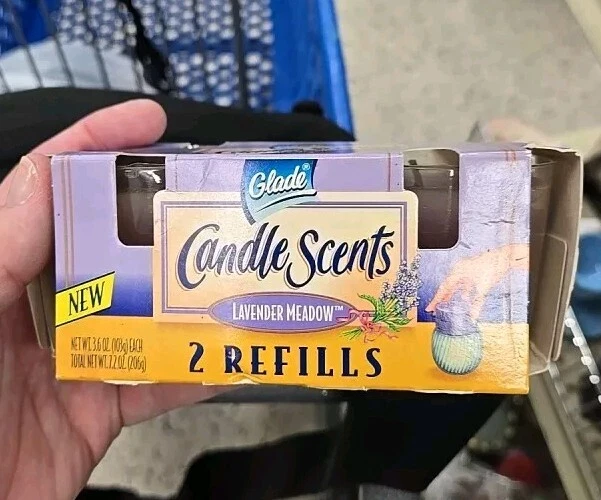 Glade®
Candle Scents
LAVENDER MEADOW™
NEW
2 REFILLS
NET WT. 3.6 OZ. (103g) EACH
TOTAL NET WT. 7.2 OZ. (206g)